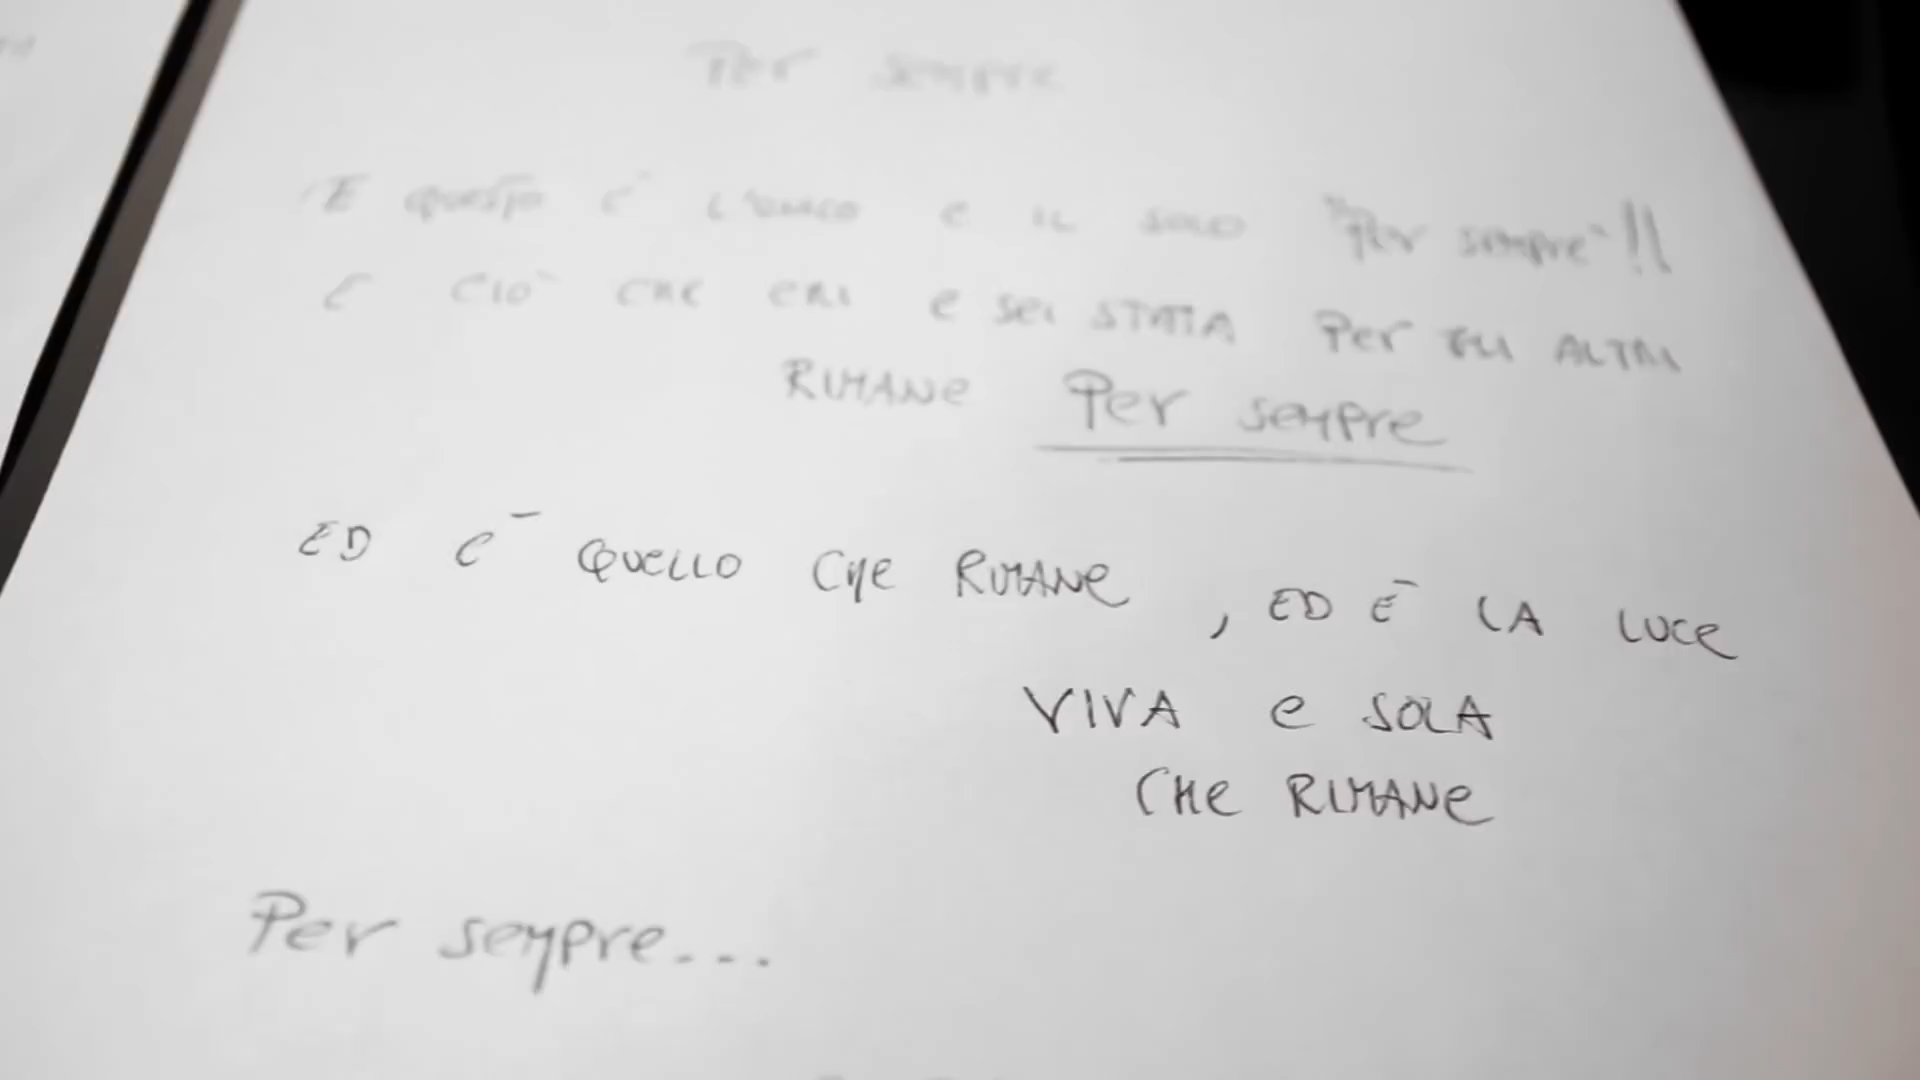 Per sempre
E questo è l'unico e il solo "Per sempre"!!
E ciò che eri e sei STATA Per gli ALTRI
RIMANe Per sempre
ED è QueLLO CHe RIMANe, ED È LA Luce
VIVA e SOLA
CHe RIMANe
Per sempre...